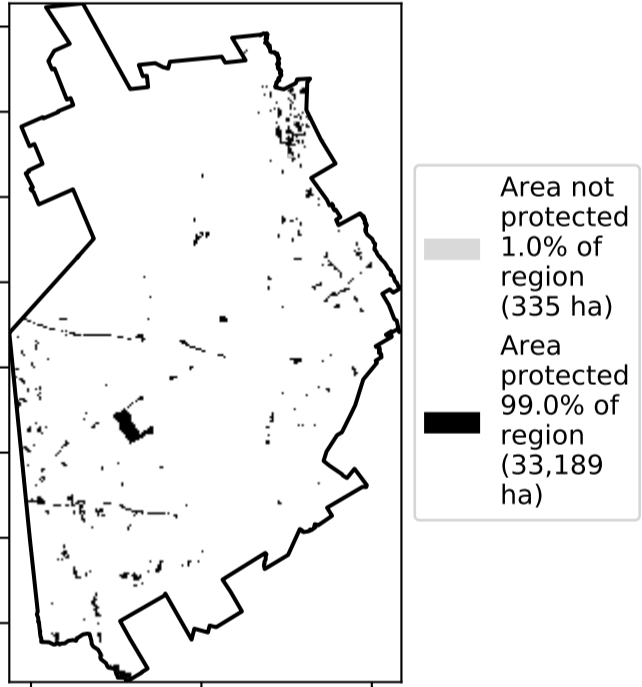 Area not
protected
1.0% of
region
(335 ha)
Area
protected
99.0% of
region
(33,189
ha)